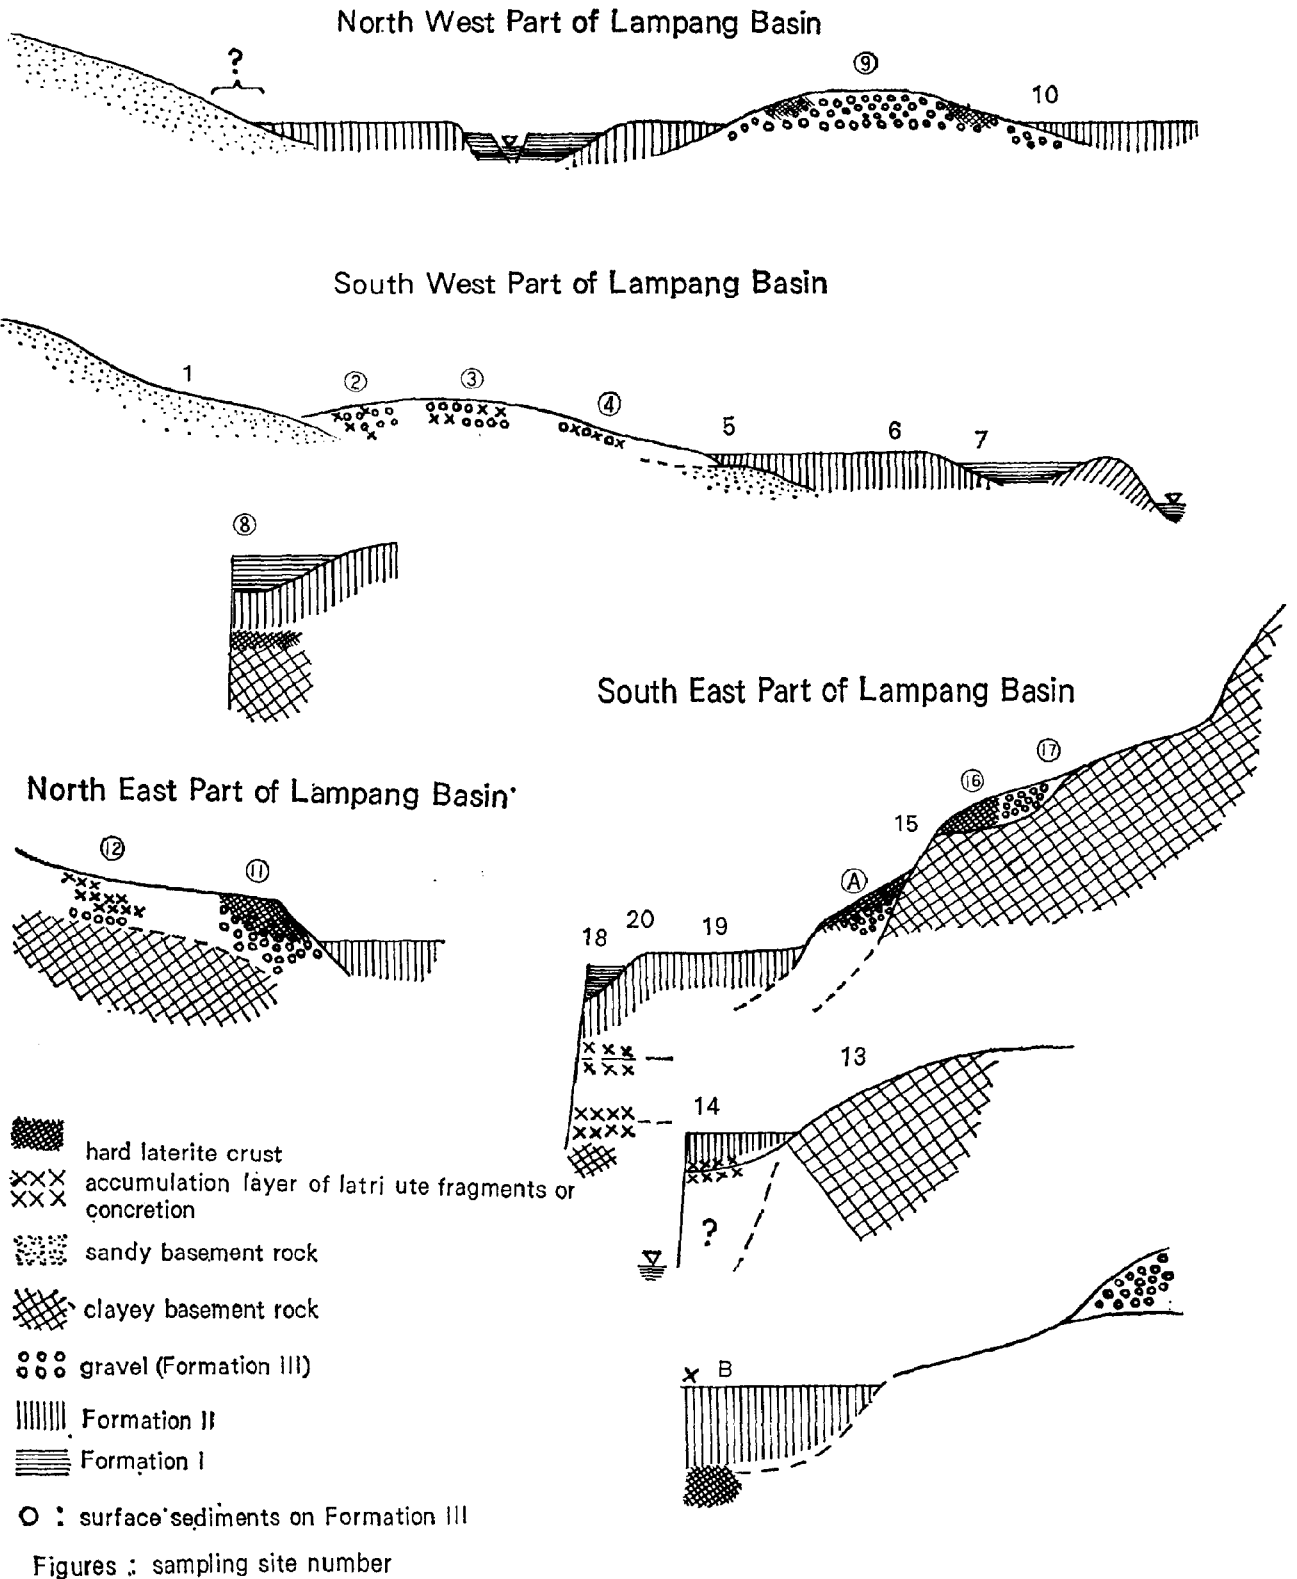 North West Part of Lampang Basin
?
⑨
10
South West Part of Lampang Basin
1
②
③
④
5
6
7
⑧
South East Part of Lampang Basin
⑰
⑯
15
Ⓐ
20
19
18
North East Part of Lampang Basin
⑫
⑪
13
14
?
x B
hard laterite crust
accumulation layer of latri ute fragments or
concretion
sandy basement rock
clayey basement rock
gravel (Formation III)
Formation II
Formation I
O : surface sediments on Formation III
Figures : sampling site number